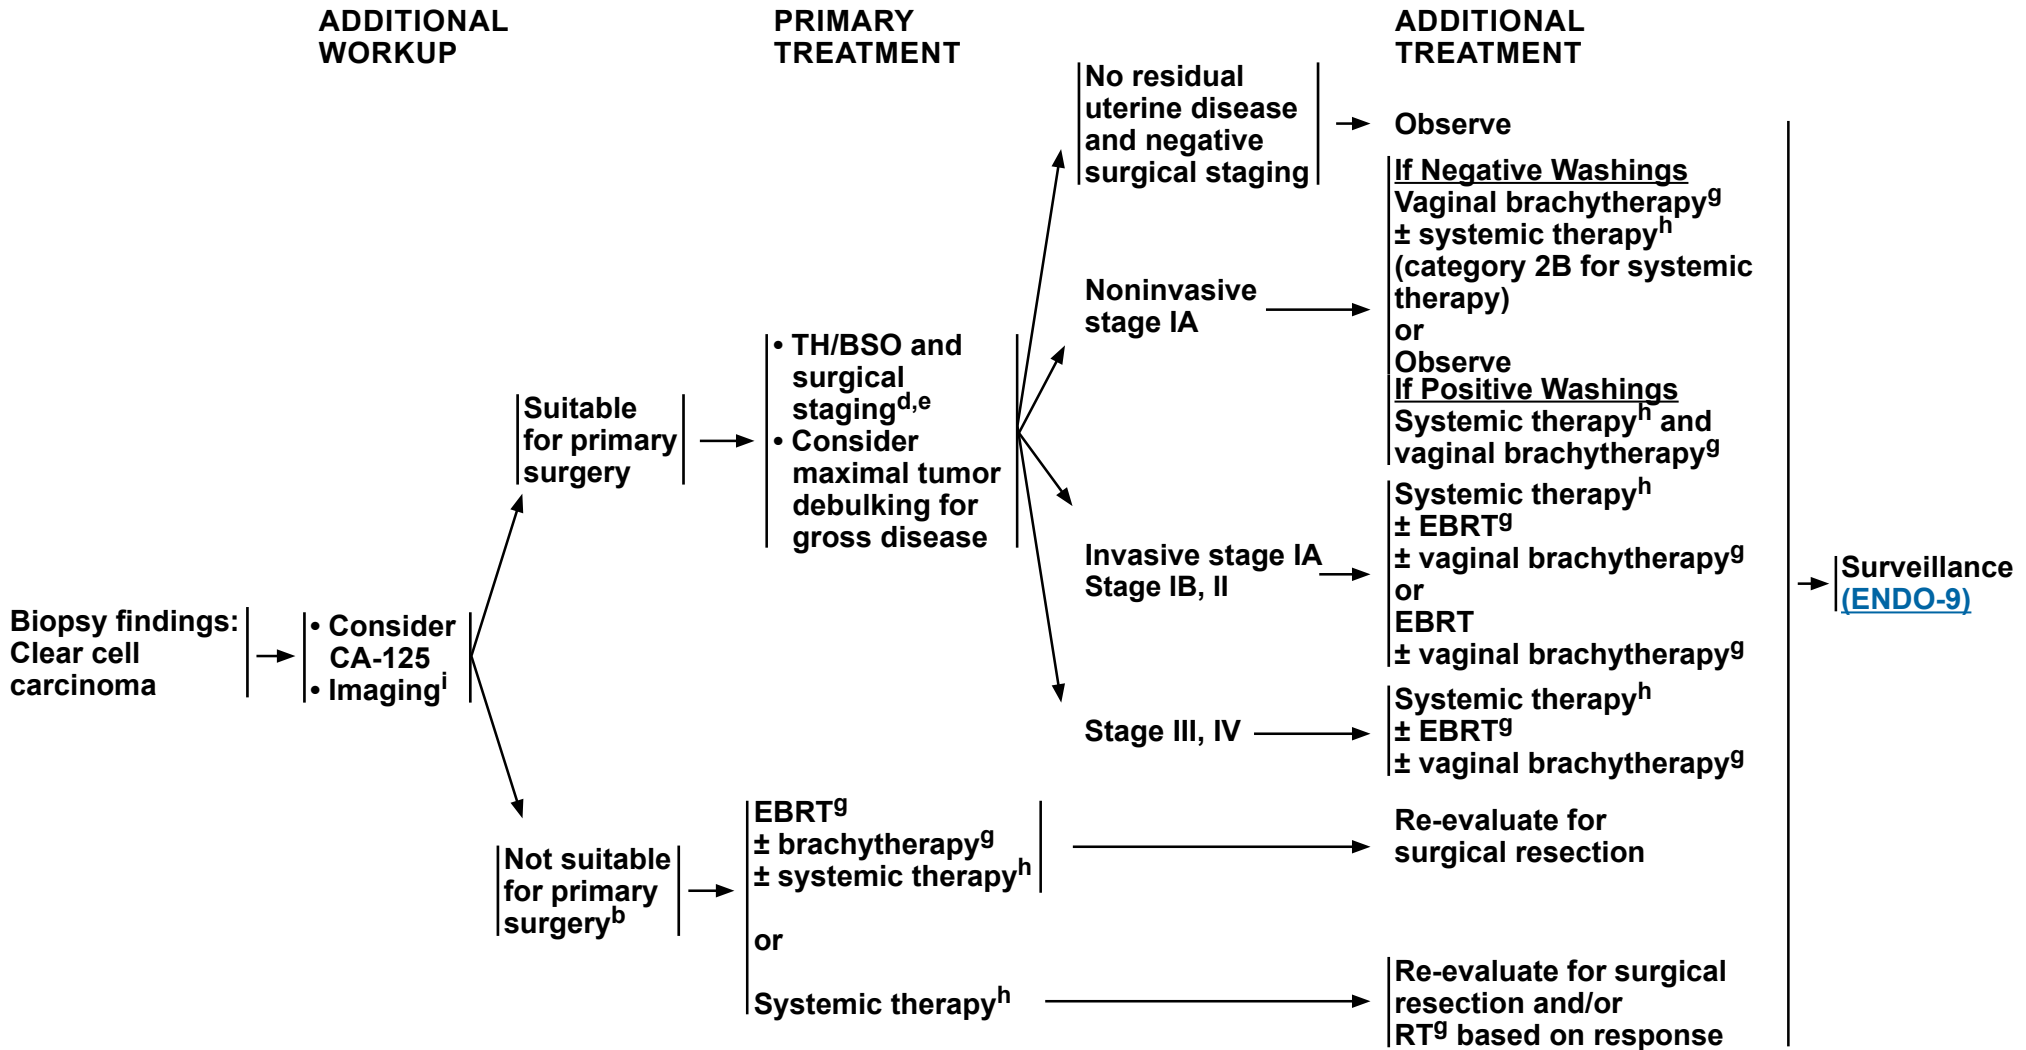 ADDITIONAL
WORKUP
PRIMARY
TREATMENT
ADDITIONAL
TREATMENT
Biopsy findings:
Clear cell
carcinoma
• Consider
CA-125
• Imagingi
Suitable
for primary
surgery
• TH/BSO and
surgical
stagingd,e
• Consider
maximal tumor
debulking for
gross disease
No residual
uterine disease
and negative
surgical staging
Observe
Noninvasive
stage IA
If Negative Washings
Vaginal brachytherapyg
± systemic therapyh
(category 2B for systemic
therapy)
or
Observe
If Positive Washings
Systemic therapyh and
vaginal brachytherapyg
Invasive stage IA
Stage IB, II
Systemic therapyh
± EBRTg
± vaginal brachytherapyg
or
EBRT
± vaginal brachytherapyg
Stage III, IV
Systemic therapyh
± EBRTg
± vaginal brachytherapyg
Not suitable
for primary
surgeryb
EBRTg
± brachytherapyg
± systemic therapyh
or
Systemic therapyh
Re-evaluate for
surgical resection
Re-evaluate for surgical
resection and/or
RTg based on response
Surveillance
(ENDO-9)